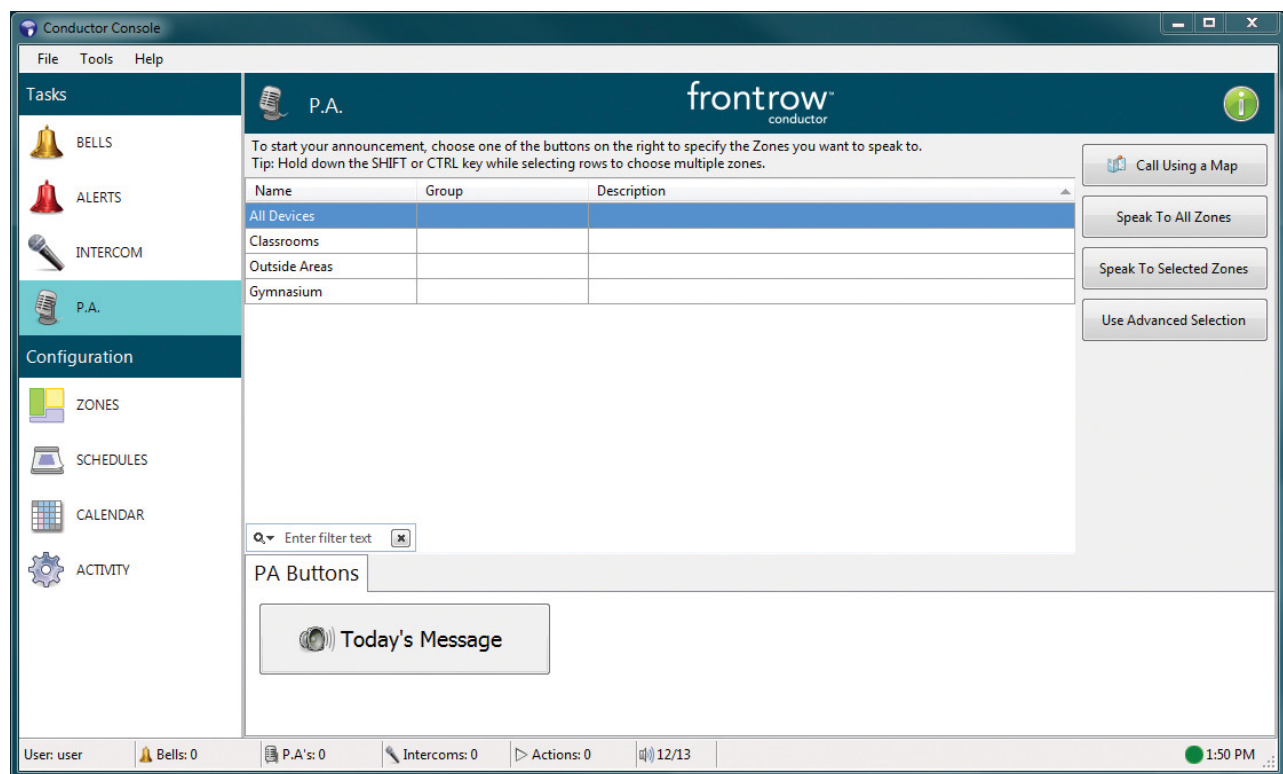 Conductor Console
File Tools Help
Tasks
BELLS
ALERTS
INTERCOM
P.A.
Configuration
ZONES
SCHEDULES
CALENDAR
ACTIVITY
P.A.
frontrow™
conductor
To start your announcement, choose one of the buttons on the right to specify the Zones you want to speak to.
Tip: Hold down the SHIFT or CTRL key while selecting rows to choose multiple zones.
Name Group Description
All Devices
Classrooms
Outside Areas
Gymnasium
Enter filter text
Call Using a Map
Speak To All Zones
Speak To Selected Zones
Use Advanced Selection
PA Buttons
Today's Message
User: user Bells: 0 P.A's: 0 Intercoms: 0 Actions: 0 12/13 1:50 PM